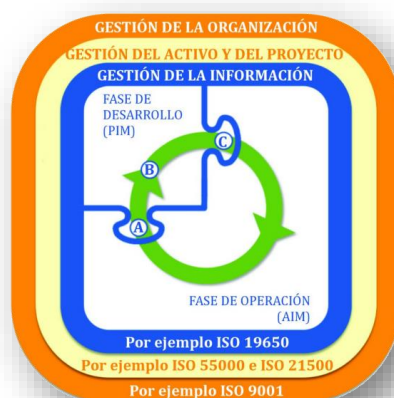 GESTIÓN DE LA ORGANIZACIÓN
GESTIÓN DEL ACTIVO Y DEL PROYECTO
GESTIÓN DE LA INFORMACIÓN
FASE DE
DESARROLLO
(PIM)
C
B
A
FASE DE OPERACIÓN
(AIM)
Por ejemplo ISO 19650
Por ejemplo ISO 55000 e ISO 21500
Por ejemplo ISO 9001